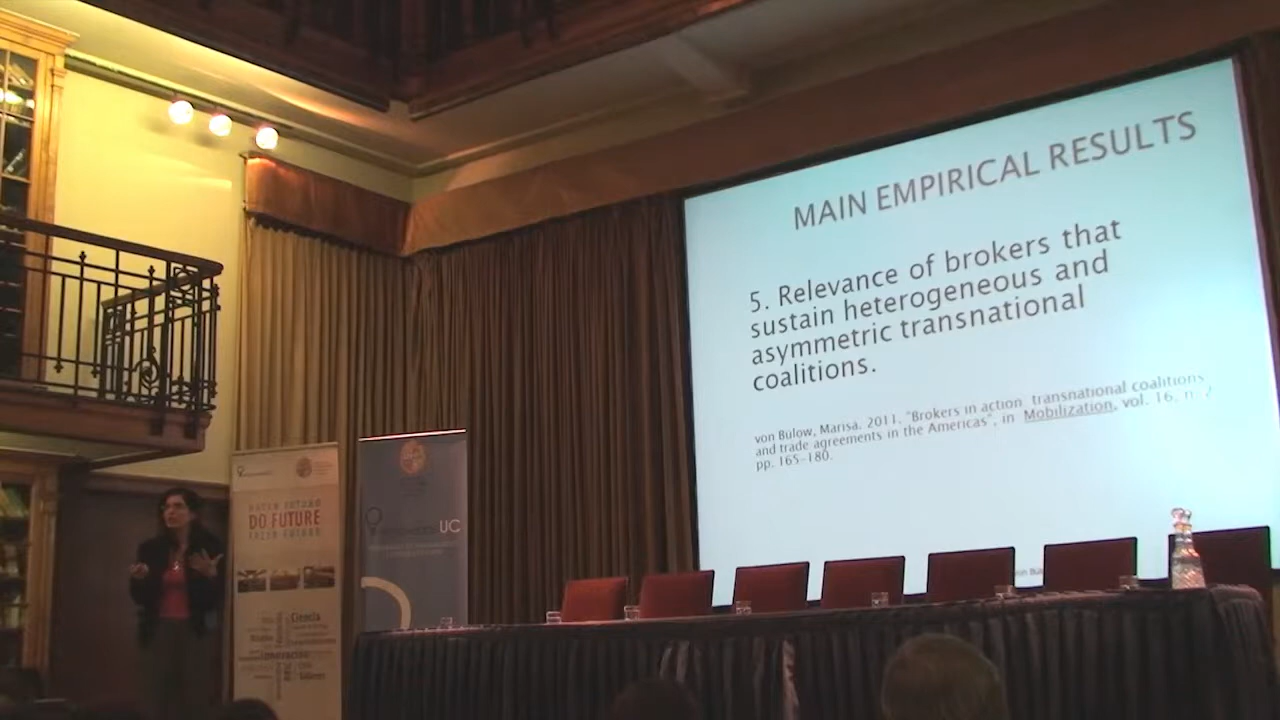 MAIN EMPIRICAL RESULTS
5. Relevance of brokers that
sustain heterogeneous and
asymmetric transnational
coalitions.
von Bulow, Marisa. 2011. "Brokers in action transnational coalitions
and trade agreements in the Americas", in Mobilization, vol. 16, n. 2
pp. 165-180.
HACER FUTURO
DO FUTURE
FAZER FUTURO
Ciencia
UC